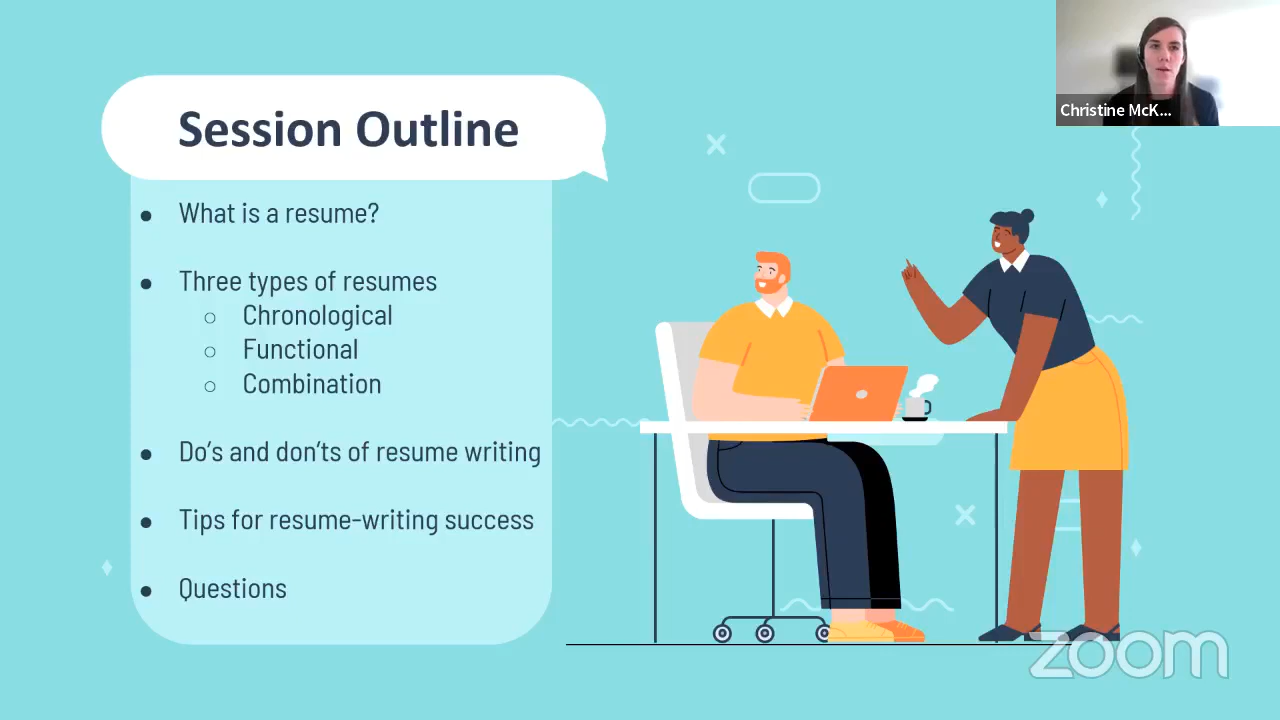 Session Outline
● What is a resume?
● Three types of resumes
○ Chronological
○ Functional
○ Combination
● Do's and don'ts of resume writing
● Tips for resume-writing success
● Questions
Christine McK...
zoom